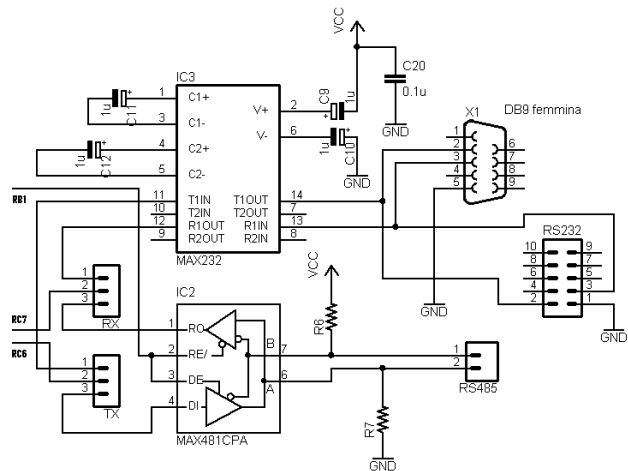 VCC
IC3
C20
0.1u
GND
X1
DB9 femmina
1u
C11
1
C1+
3
C1-
V+
2
C9
1u
V-
6
1u
C10
GND
1u
C12
4
C2+
5
C2-
RB1
11
T1IN
T1OUT
14
10
T2IN
T2OUT
7
12
R1OUT
R1IN
13
9
R2OUT
R2IN
8
MAX232
1
2
3
4
5
6
7
8
9
GND
RS232
10
8
6
4
2
9
7
5
3
1
GND
VCC
R6
RC7
1
2
3
RX
RC6
1
2
3
TX
IC2
1
RO
2
RE/
3
DE
4
DI
B
7
A
6
MAX481CPA
1
2
RS485
R7
GND